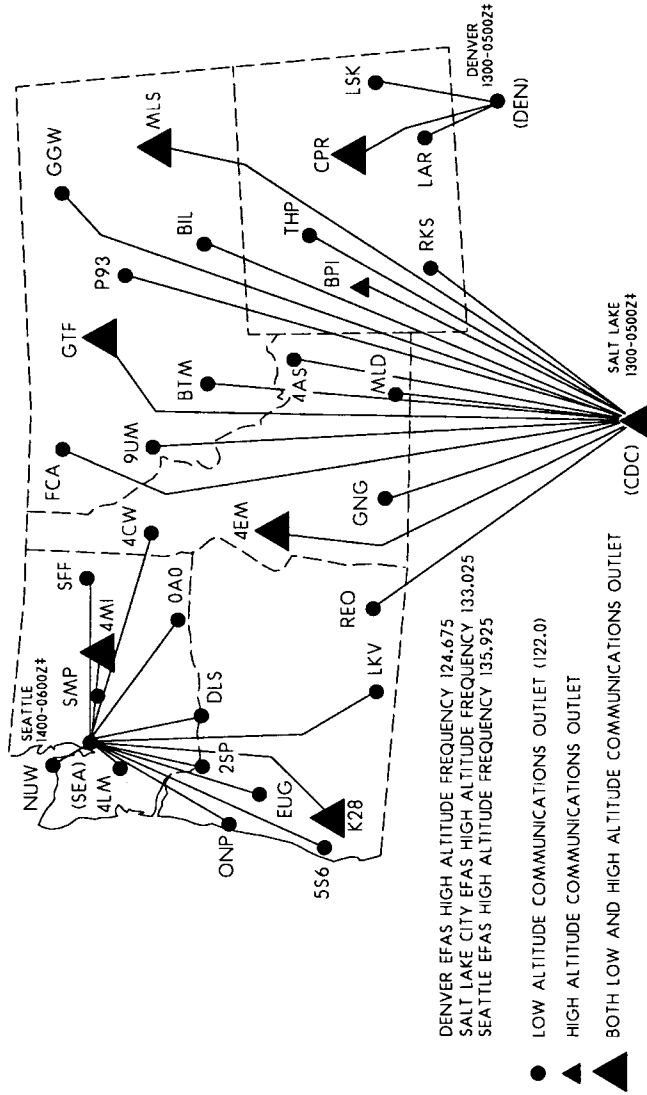 SEATTLE
1400-0600Z‡
NUW
(SEA)
SMP
4MI
SFF
4LM
4CW
0A0
ONP
2SP
DLS
EUG
5S6
K28
LKV
REO
FCA
GTF
P93
GGW
9UM
BTM
BIL
MLS
4EM
4AS
GNG
MLD
BPI
THP
CPR
LSK
RKS
LAR
DENVER
1300-0500Z‡
(DEN)
SALT LAKE
1300-0500Z‡
(CDC)
DENVER EFAS HIGH ALTITUDE FREQUENCY 124.675
SALT LAKE CITY EFAS HIGH ALTITUDE FREQUENCY 133.025
SEATTLE EFAS HIGH ALTITUDE FREQUENCY 135.925
LOW ALTITUDE COMMUNICATIONS OUTLET (122.0)
HIGH ALTITUDE COMMUNICATIONS OUTLET
BOTH LOW AND HIGH ALTITUDE COMMUNICATIONS OUTLET